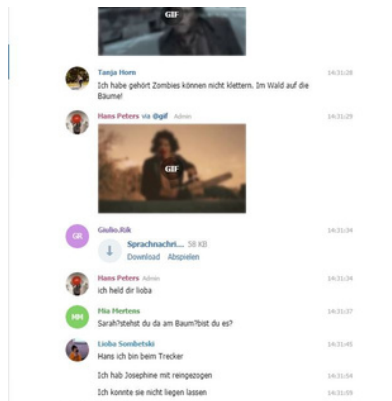 GIF
Tanja Horn 14:31:28
Ich habe gehört Zombies können nicht klettern. Im Wald auf die
Bäume!
Hans Peters via @gif Admin 14:31:29
GIF
GR
Giulio.Rik 14:31:34
Sprachnachri... 58 KB
Download Abspielen
Hans Peters Admin 14:31:34
ich held dir lioba
MM
Mia Mertens 14:31:37
Sarah?stehst du da am Baum?bist du es?
Lioba Sombetzki 14:31:45
Hans ich bin beim Trecker
Ich hab Josephine mit reingezogen 14:31:54
Ich konnte sie nicht liegen lassen 14:31:59